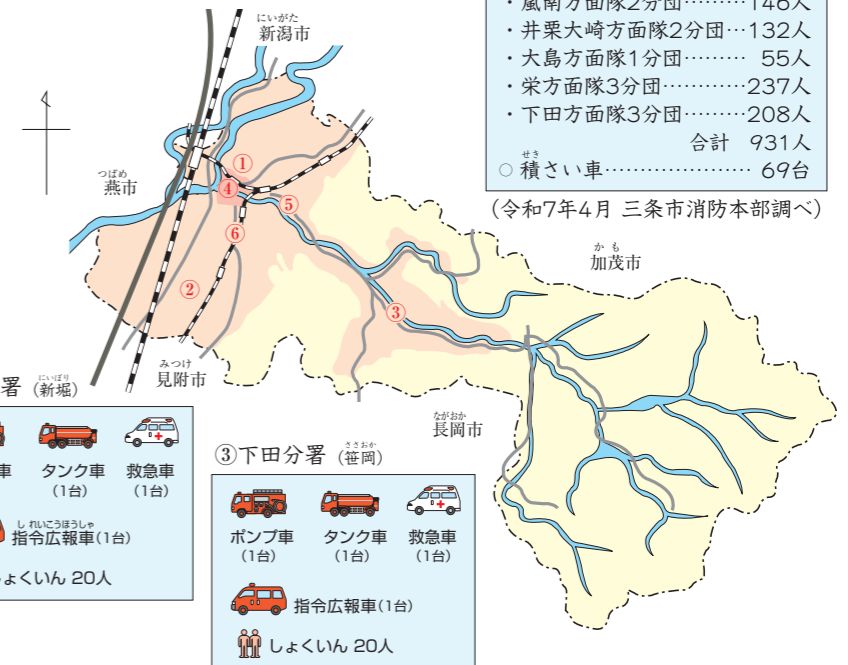 ・嵐南方面隊2分団………146人
・井栗大崎方面隊2分団…132人
・大島方面隊1分団……… 55人
・栄方面隊3分団…………237人
・下田方面隊3分団………208人
合計 931人
せき
○積さい車………………… 69台
(令和7年4月 三条市消防本部調べ)
にいがた
新潟市
つばめ
燕市
か も
加茂市
みつけ
見附市
ながおか
長岡市
①
④
⑤
⑥
②
③
にいぼり
署(新堀)
車
タンク車
(1台)
救急車
(1台)
し れいこうほうしゃ
指令広報車(1台)
しょくいん 20人
ささおか
③下田分署(笹岡)
ポンプ車
(1台)
タンク車
(1台)
救急車
(1台)
指令広報車(1台)
しょくいん 20人